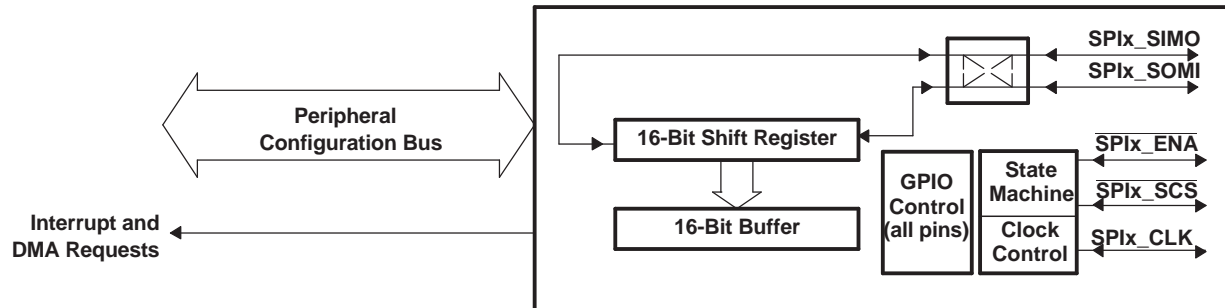 SPIx_SIMO
SPIx_SOMI
Peripheral
Configuration Bus
16-Bit Shift Register
SPIx_ENA
GPIO
Control
(all pins)
State
Machine
SPIx_SCS
Interrupt and
DMA Requests
16-Bit Buffer
Clock
Control
SPIx_CLK